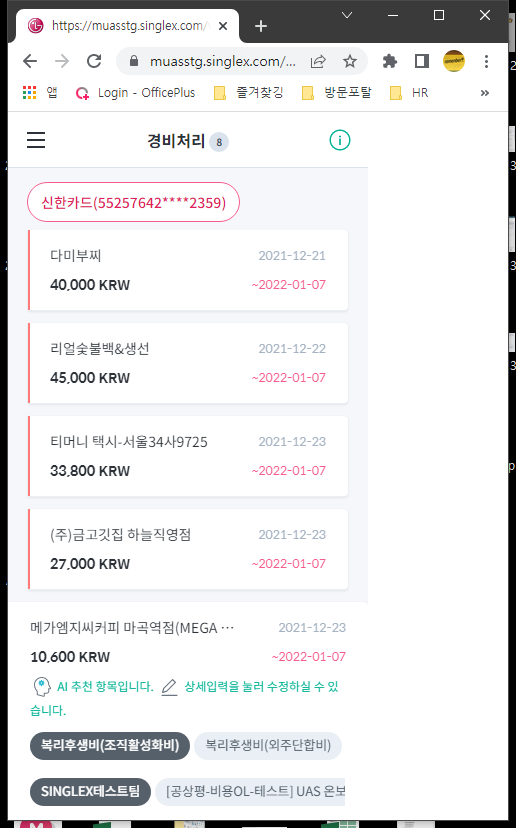 https://muasstg.singlex.com/
muasstg.singlex.com/...
앱
Login - OfficePlus
즐겨찾깅
방문포탈
HR
»
경비처리 8
신한카드(55257642****2359)
다미부찌 2021-12-21
40,000 KRW ~2022-01-07
리얼숯불백&생선 2021-12-22
45,000 KRW ~2022-01-07
티머니 택시-서울34사9725 2021-12-23
33,800 KRW ~2022-01-07
(주)금고깃집 하늘직영점 2021-12-23
27,000 KRW ~2022-01-07
메가엠지씨커피 마곡역점(MEGA ··· 2021-12-23
10,600 KRW ~2022-01-07
AI 추천 항목입니다. 상세입력을 눌러 수정하실 수 있
습니다.
복리후생비(조직활성화비) 복리후생비(외주단합비)
SINGLEX테스트팀 [공상평-비용OL-테스트] UAS 온보